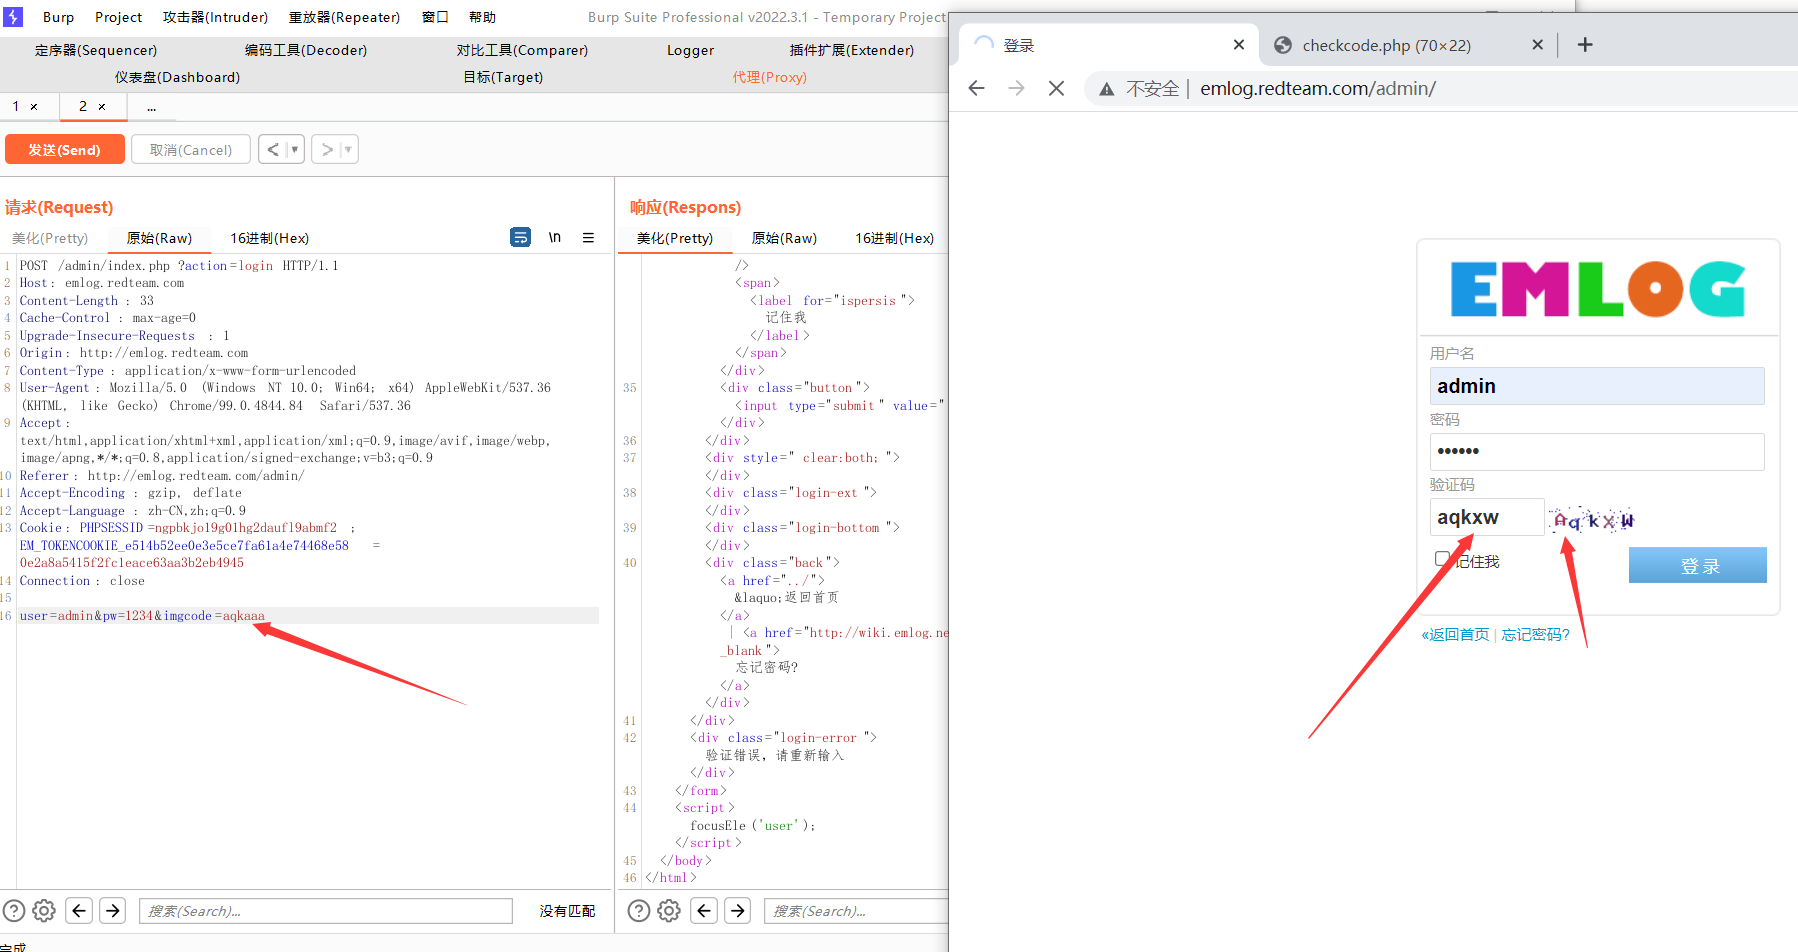 Burp Project 攻击器(Intruder) 重放器(Repeater) 窗口 帮助 Burp Suite Professional v2022.3.1 - Temporary Project
定序器(Sequencer) 编码工具(Decoder) 对比工具(Comparer) Logger 插件扩展(Extender)
仪表盘(Dashboard) 目标(Target) 代理(Proxy)
1 × 2 × ...
发送(Send) 取消(Cancel) < ▼ > ▼
请求(Request)
美化(Pretty) 原始(Raw) 16进制(Hex) \n
1 POST /admin/index.php ?action=login HTTP/1.1
2 Host: emlog.redteam.com
3 Content-Length : 33
4 Cache-Control : max-age=0
5 Upgrade-Insecure-Requests : 1
6 Origin: http://emlog.redteam.com
7 Content-Type : application/x-www-form-urlencoded
8 User-Agent : Mozilla/5.0 (Windows NT 10.0; Win64; x64) AppleWebKit/537.36
(KHTML, like Gecko) Chrome/99.0.4844.84 Safari/537.36
9 Accept :
text/html,application/xhtml+xml,application/xml;q=0.9,image/avif,image/webp,
image/apng,*/*;q=0.8,application/signed-exchange;v=b3;q=0.9
10 Referer : http://emlog.redteam.com/admin/
11 Accept-Encoding : gzip, deflate
12 Accept-Language : zh-CN,zh;q=0.9
13 Cookie: PHPSESSID=ngpbkjo19g01hg2daufl9abmf2 ;
EM_TOKENCOOKIE_e514b52ee0e3e5ce7fa61a4e74468e58 =
0e2a8a5415f2fc1eace63aa3b2eb4945
14 Connection : close
15
16 user=admin&pw=1234&imgcode=aqkaaa
搜索(Search)... 没有匹配
完成
响应(Respons)
美化(Pretty) 原始(Raw) 16进制(Hex)
/>
<span>
<label for="ispersis ">
记住我
</label>
</span>
</div>
35 <div class="button ">
<input type="submit " value="
</div>
36 </div>
37 <div style=" clear:both; ">
</div>
38 <div class="login-ext ">
</div>
39 <div class="login-bottom ">
</div>
40 <div class="back">
<a href="../">
&laquo;返回首页
</a>
| <a href="http://wiki.emlog.ne
_blank">
忘记密码?
</a>
</div>
41 </div>
42 <div class="login-error ">
验证错误，请重新输入
</div>
43 </form>
44 <script>
focusEle('user');
</script>
45 </body>
46 </html>
搜索(Search)...
登录 × checkcode.php (70×22) × +
不安全 | emlog.redteam.com/admin/
EMLOG
用户名
admin
密码
••••••
验证码
aqkxw AqkXW
记住我 登 录
«返回首页 | 忘记密码?